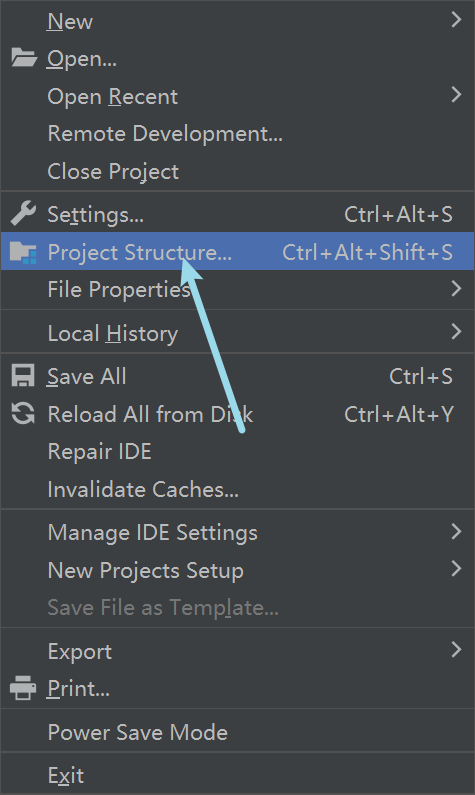 New
Open...
Open Recent
Remote Development...
Close Project
Settings... Ctrl+Alt+S
Project Structure... Ctrl+Alt+Shift+S
File Properties
Local History
Save All Ctrl+S
Reload All from Disk Ctrl+Alt+Y
Repair IDE
Invalidate Caches...
Manage IDE Settings
New Projects Setup
Save File as Template...
Export
Print...
Power Save Mode
Exit